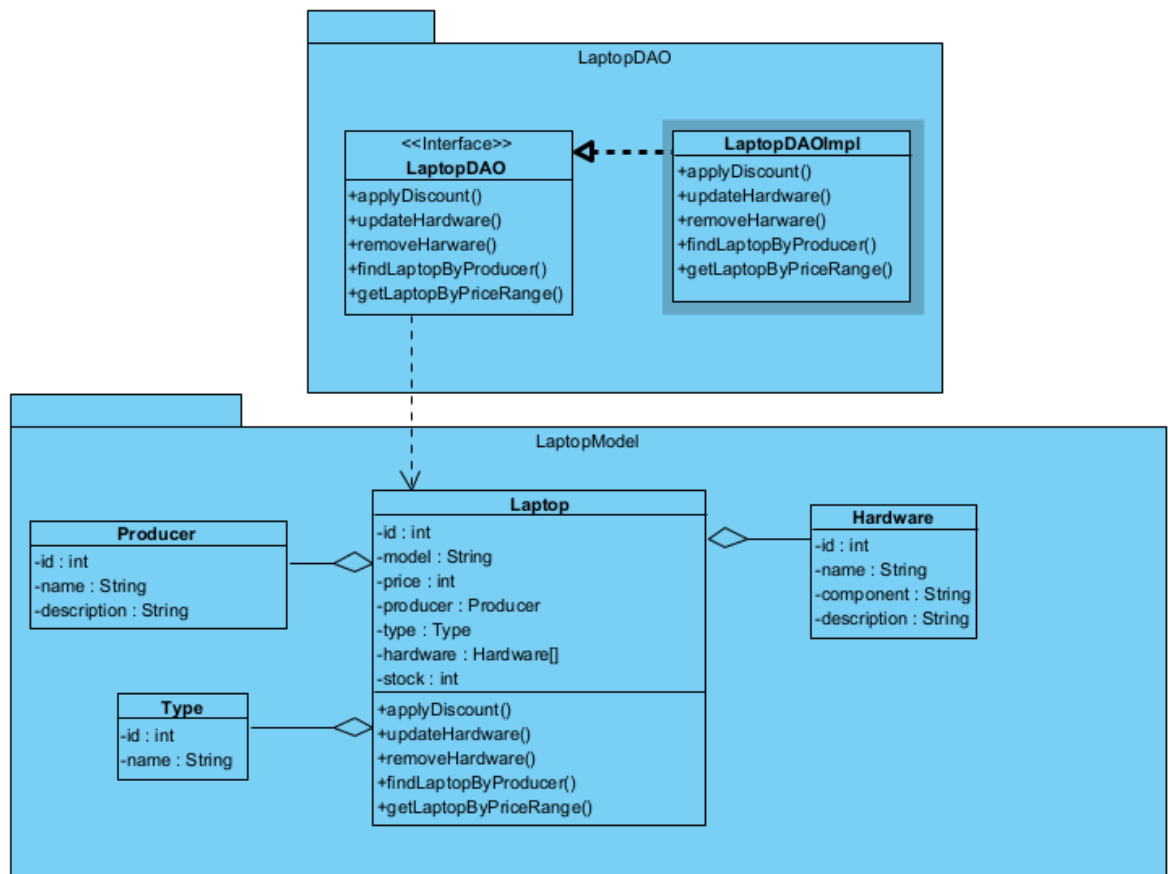 LaptopDAO
<<Interface>>
LaptopDAO
+applyDiscount()
+updateHardware()
+removeHarware()
+findLaptopByProducer()
+getLaptopByPriceRange()
LaptopDAOImpl
+applyDiscount()
+updateHardware()
+removeHarware()
+findLaptopByProducer()
+getLaptopByPriceRange()
LaptopModel
Producer
-id : int
-name : String
-description : String
Type
-id : int
-name : String
Laptop
-id : int
-model : String
-price : int
-producer : Producer
-type : Type
-hardware : Hardware[]
-stock : int
+applyDiscount()
+updateHardware()
+removeHardware()
+findLaptopByProducer()
+getLaptopByPriceRange()
Hardware
-id : int
-name : String
-component : String
-description : String